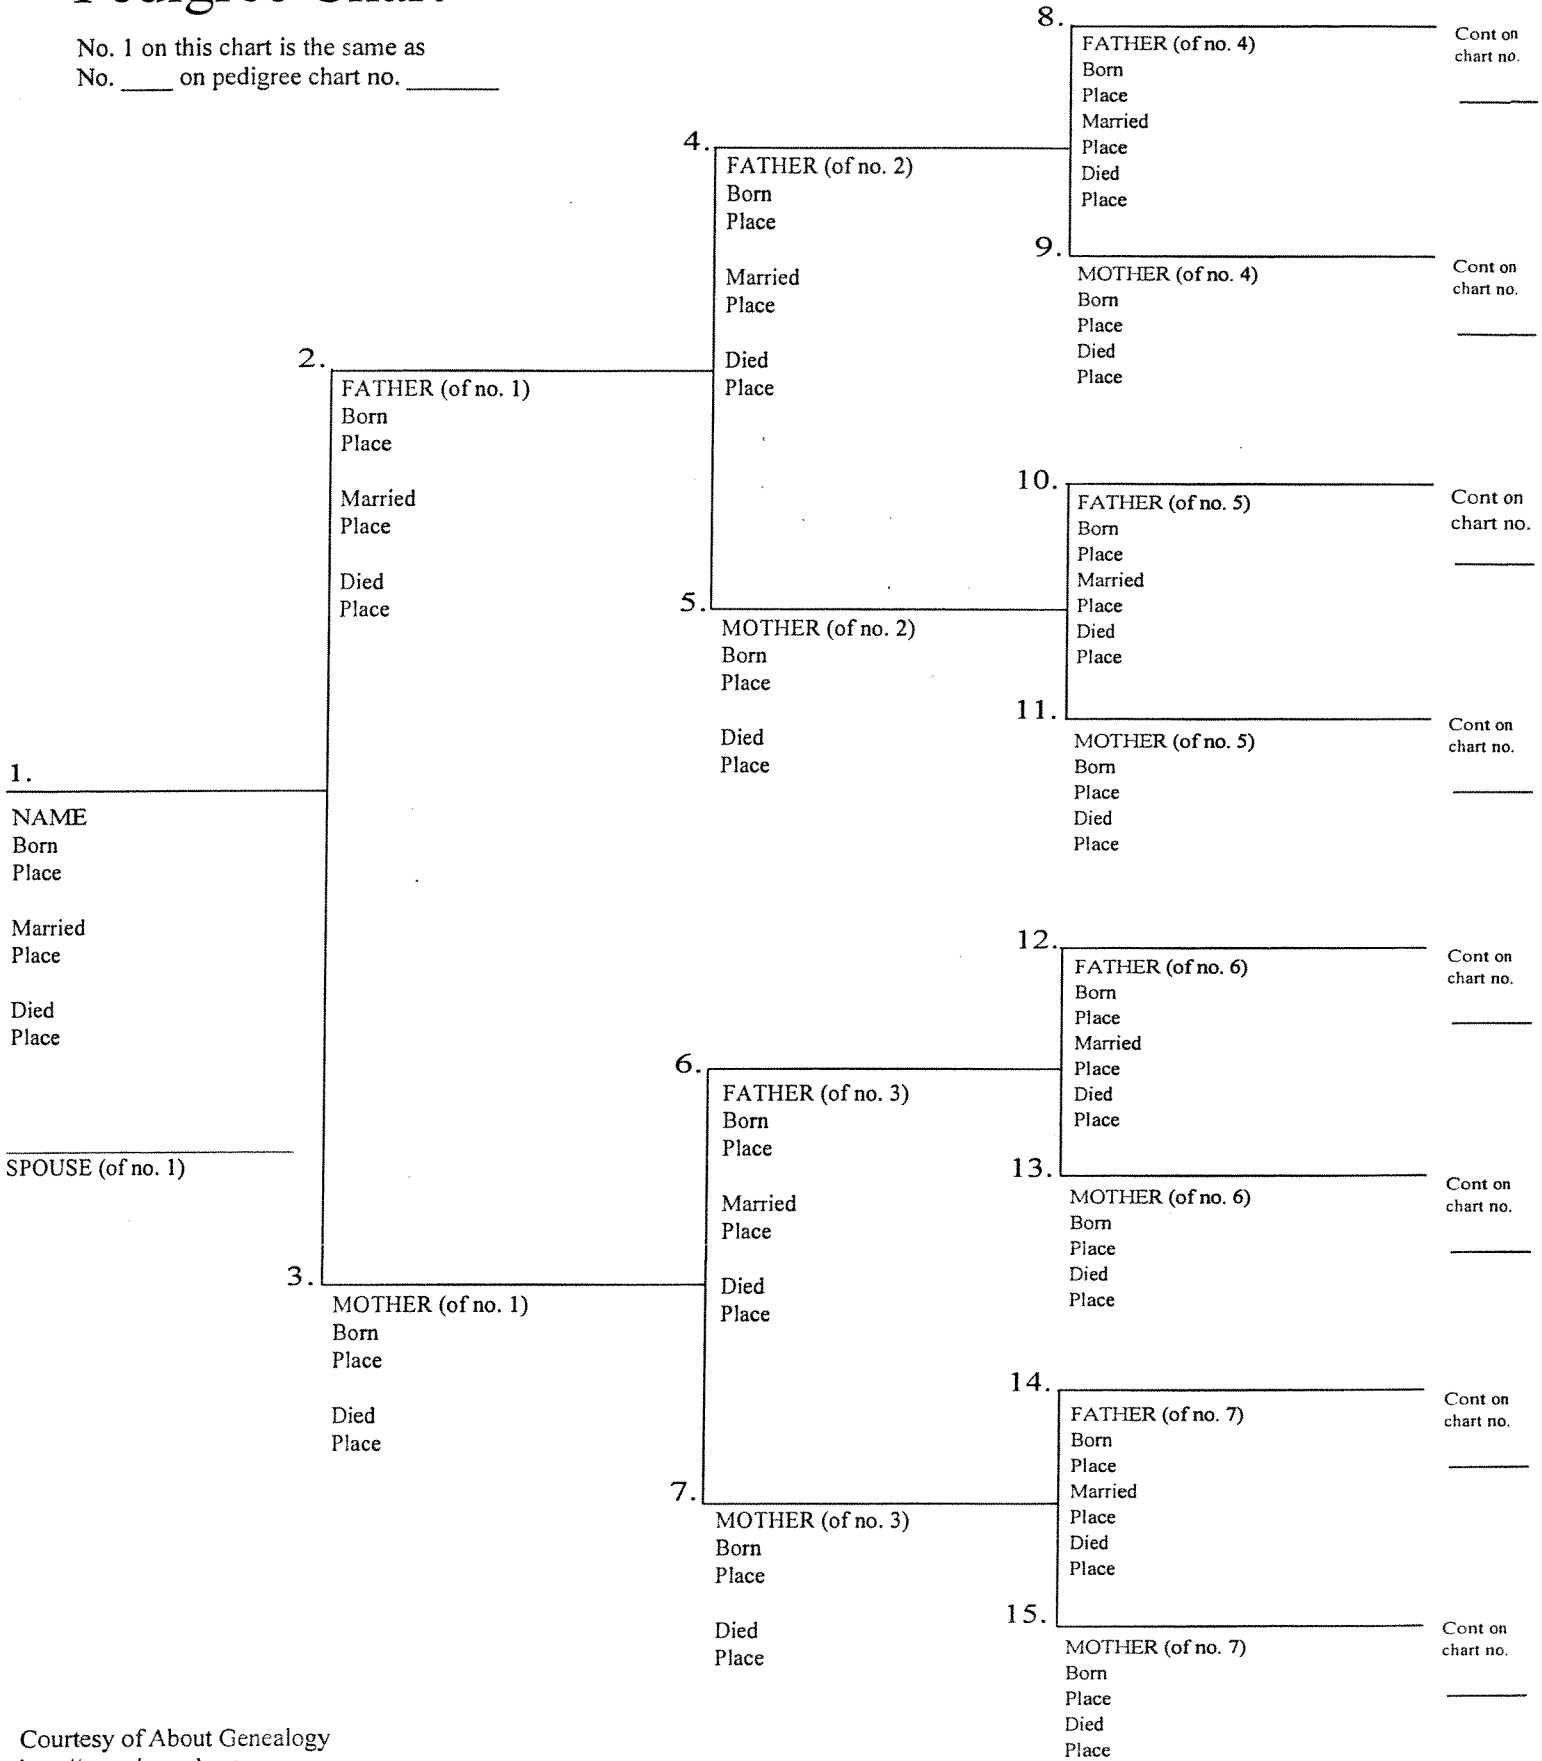 Pedigree Chart
No. 1 on this chart is the same as
No. ____ on pedigree chart no. _______
1.
NAME
Born
Place
Married
Place
Died
Place
SPOUSE (of no. 1)
2.
FATHER (of no. 1)
Born
Place
Married
Place
Died
Place
3.
MOTHER (of no. 1)
Born
Place
Died
Place
4.
FATHER (of no. 2)
Born
Place
Married
Place
Died
Place
5.
MOTHER (of no. 2)
Born
Place
Died
Place
6.
FATHER (of no. 3)
Born
Place
Married
Place
Died
Place
7.
MOTHER (of no. 3)
Born
Place
Died
Place
8.
FATHER (of no. 4)
Born
Place
Married
Place
Died
Place
Cont on
chart no.
9.
MOTHER (of no. 4)
Born
Place
Died
Place
Cont on
chart no.
10.
FATHER (of no. 5)
Born
Place
Married
Place
Died
Place
Cont on
chart no.
11.
MOTHER (of no. 5)
Born
Place
Died
Place
Cont on
chart no.
12.
FATHER (of no. 6)
Born
Place
Married
Place
Died
Place
Cont on
chart no.
13.
MOTHER (of no. 6)
Born
Place
Died
Place
Cont on
chart no.
14.
FATHER (of no. 7)
Born
Place
Married
Place
Died
Place
Cont on
chart no.
15.
MOTHER (of no. 7)
Born
Place
Died
Place
Cont on
chart no.
Courtesy of About Genealogy